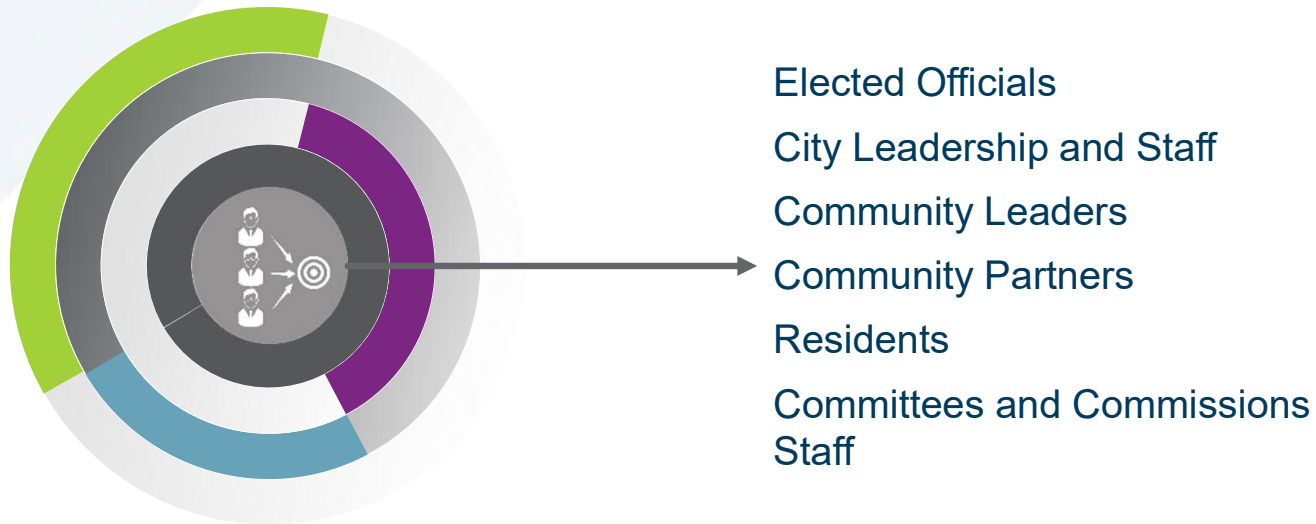 Elected Officials
City Leadership and Staff
Community Leaders
Community Partners
Residents
Committees and Commissions
Staff